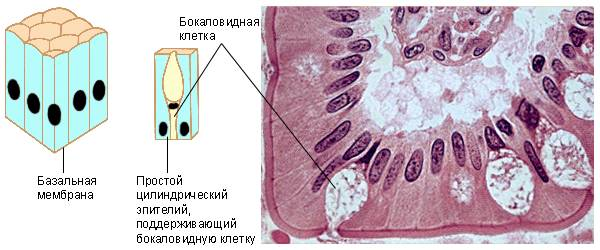 Бокаловидная
клетка
Базальная
мембрана
Простой
цилиндрический
эпителий,
поддерживающий
бокаловидную клетку